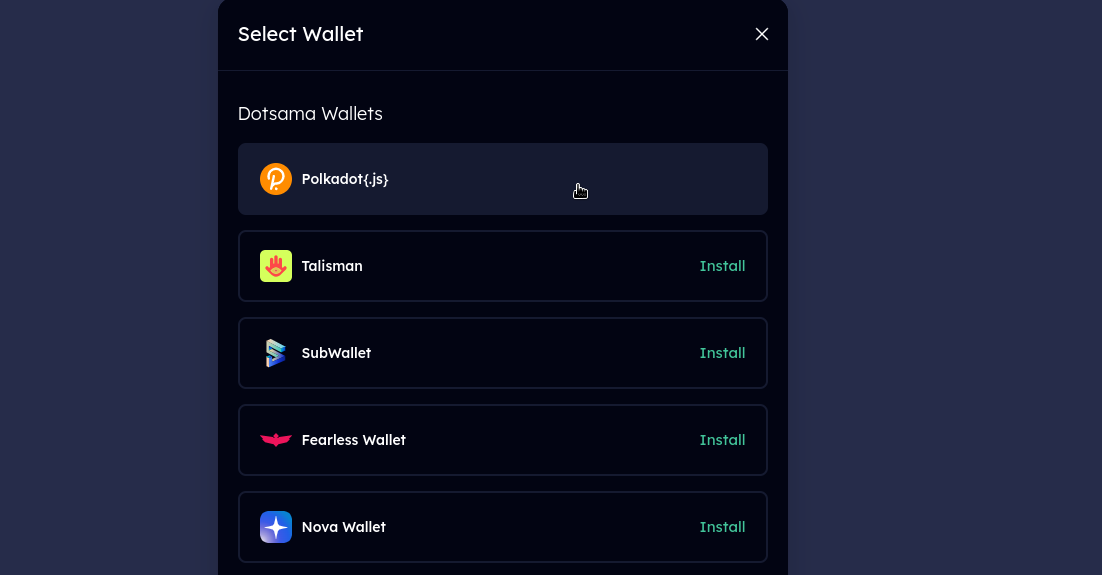 Select Wallet
Dotsama Wallets
Polkadot{.js}
Talisman Install
SubWallet Install
Fearless Wallet Install
Nova Wallet Install